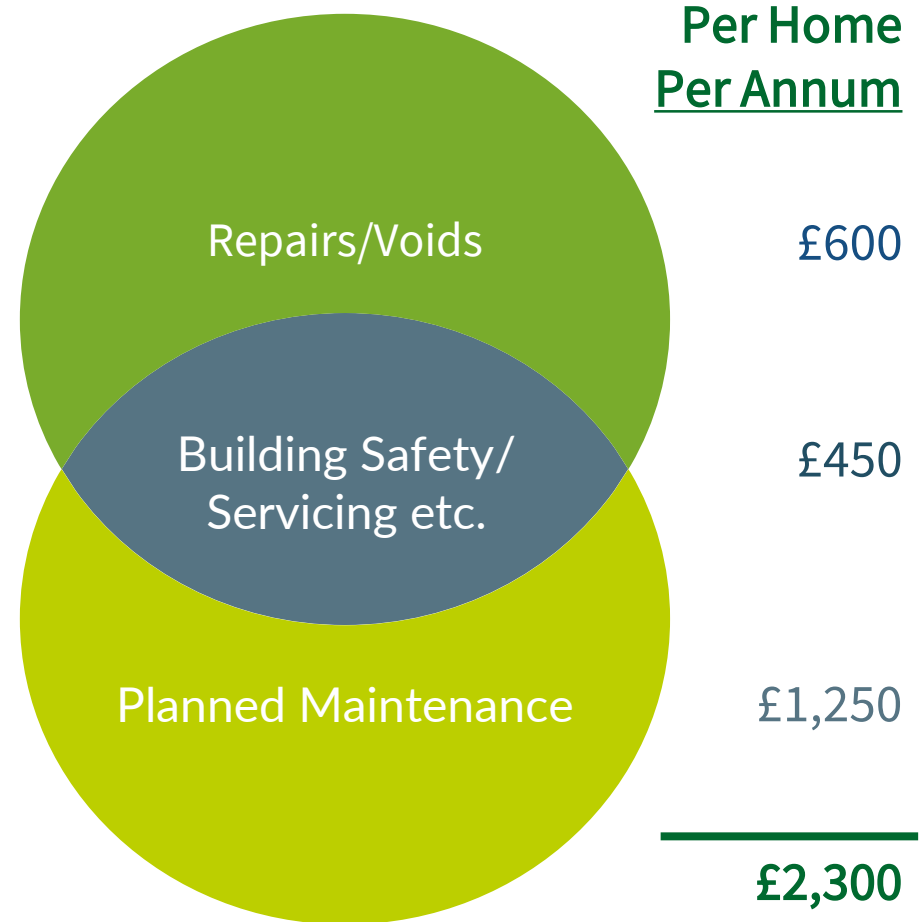 Per Home
Per Annum
Repairs/Voids
£600
Building Safety/
Servicing etc.
£450
Planned Maintenance
£1,250
£2,300